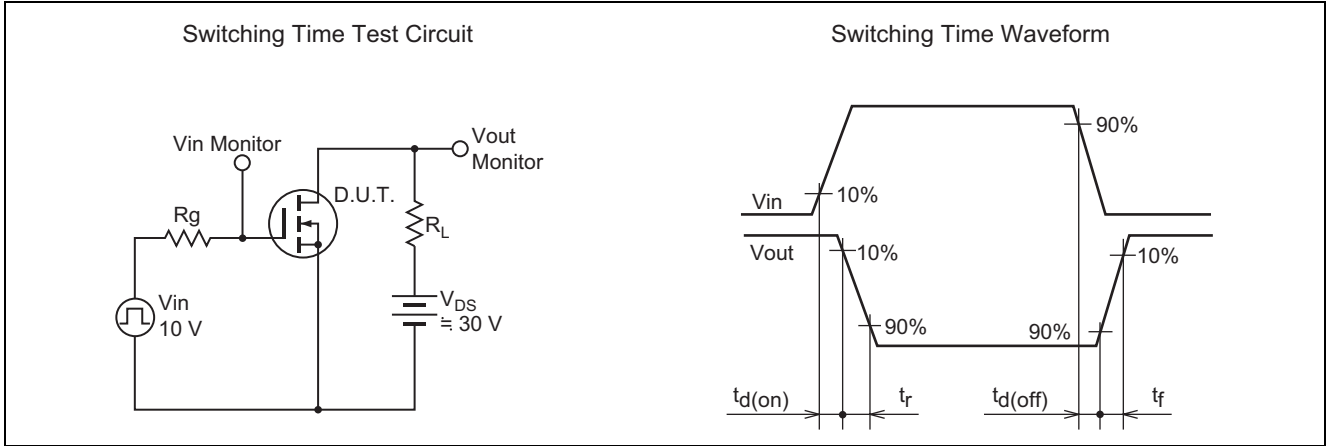 Switching Time Test Circuit
Vin Monitor
Vout
Monitor
D.U.T.
Rg
RL
Vin
10 V
VDS
≒ 30 V
Switching Time Waveform
90%
10%
Vin
Vout
10%
10%
90%
90%
td(on)
tr
td(off)
tf